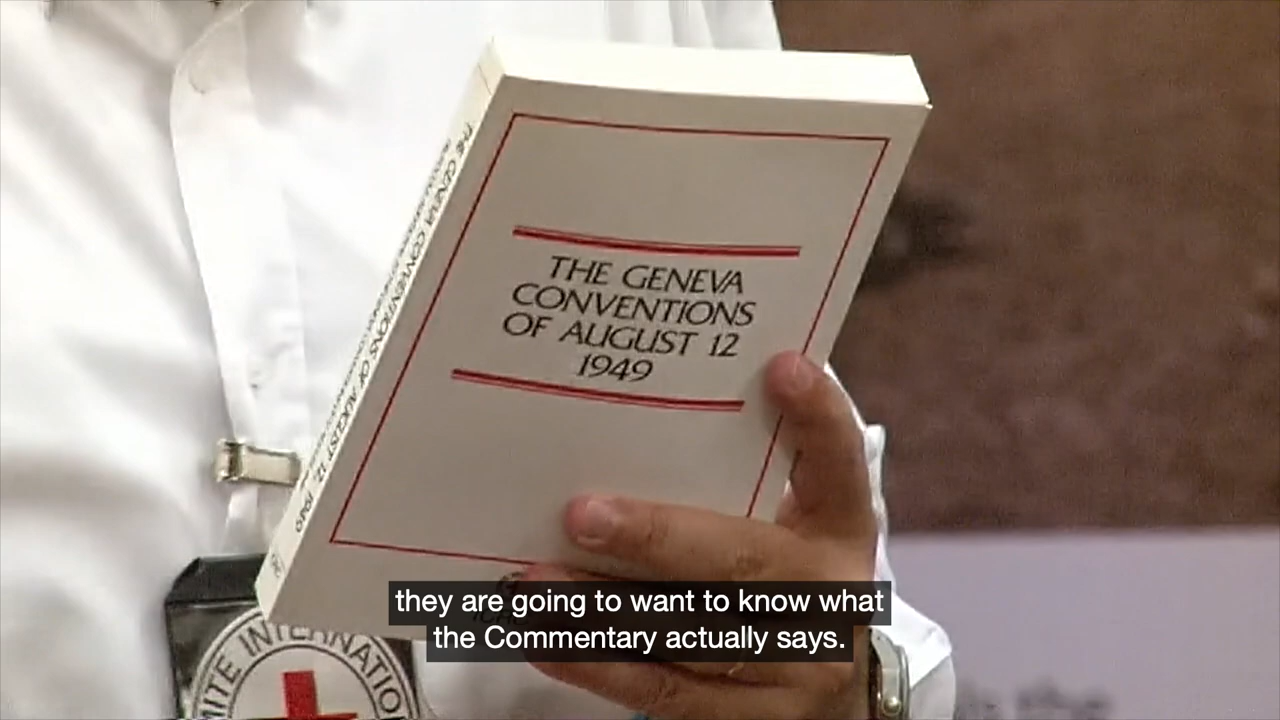 THE GENEVA
CONVENTIONS
OF AUGUST 12
1949
THE GENEVA CONVENTIONS OF AUGUST 12 1949
they are going to want to know what
the Commentary actually says.